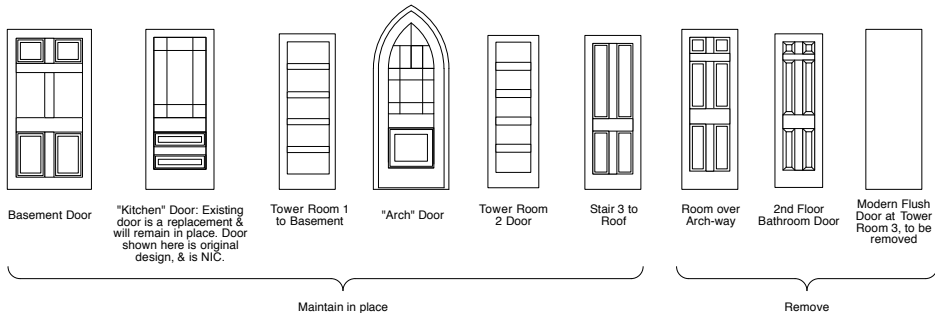 Basement Door
"Kitchen" Door: Existing
door is a replacement &
will remain in place. Door
shown here is original
design, & is NIC.
Tower Room 1
to Basement
"Arch" Door
Tower Room
2 Door
Stair 3 to
Roof
Room over
Arch-way
2nd Floor
Bathroom Door
Modern Flush
Door at Tower
Room 3, to be
removed
Maintain in place
Remove